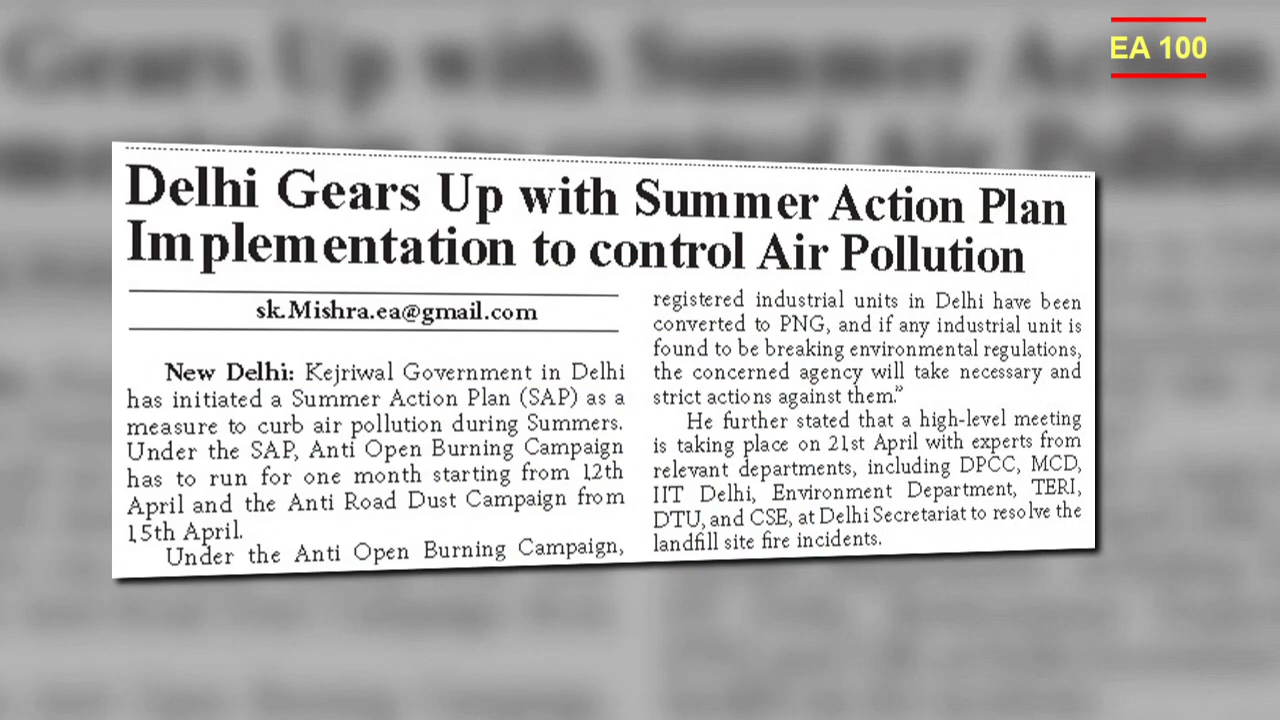 EA 100
Delhi Gears Up with Summer Action Plan
Implementation to control Air Pollution
sk.Mishra.ea@gmail.com
New Delhi: Kejriwal Government in Delhi
has initiated a Summer Action Plan (SAP) as a
measure to curb air pollution during Summers.
Under the SAP, Anti Open Burning Campaign
has to run for one month starting from 12th
April and the Anti Road Dust Campaign from
15th April.
Under the Anti Open Burning Campaign,
registered industrial units in Delhi have been
converted to PNG, and if any industrial unit is
found to be breaking environmental regulations,
the concerned agency will take necessary and
strict actions against them.”
He further stated that a high-level meeting
is taking place on 21st April with experts from
relevant departments, including DPCC, MCD,
IIT Delhi, Environment Department, TERI,
DTU, and CSE, at Delhi Secretariat to resolve the
landfill site fire incidents.